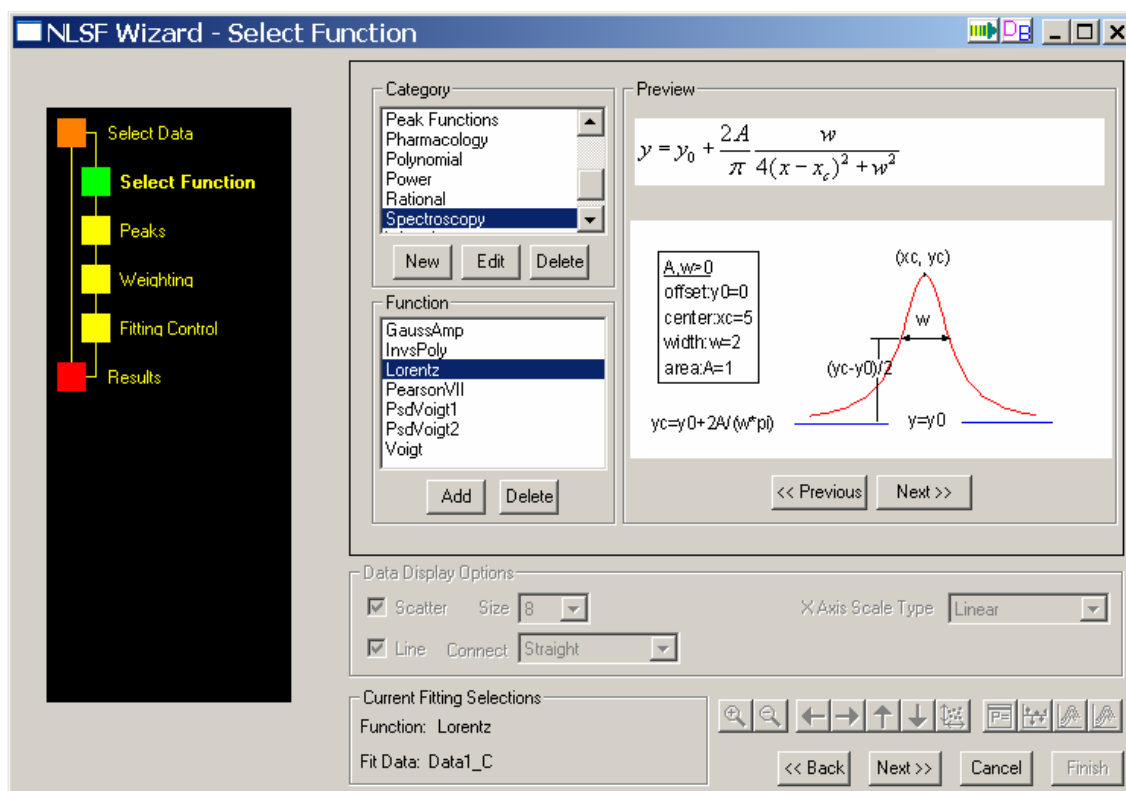 NLSF Wizard - Select Function
Select Data
Select Function
Peaks
Weighting
Fitting Control
Results
Category
Peak Functions
Pharmacology
Polynomial
Power
Rational
Spectroscopy
New Edit Delete
Function
GaussAmp
InvsPoly
Lorentz
PearsonVII
PsdVoigt1
PsdVoigt2
Voigt
Add Delete
Preview
y = y₀ + 2A/π w/(4(x − x_c)² + w²)
A,w>0
offset:y0=0
center:xc=5
width:w=2
area:A=1
(xc, yc)
w
(yc-y0)/2
yc=y0+2A/(w*pi)
y=y0
<< Previous Next >>
Data Display Options
Scatter Size 8 X Axis Scale Type Linear
Line Connect Straight
Current Fitting Selections
Function: Lorentz
Fit Data: Data1_C
P=
<< Back Next >> Cancel Finish